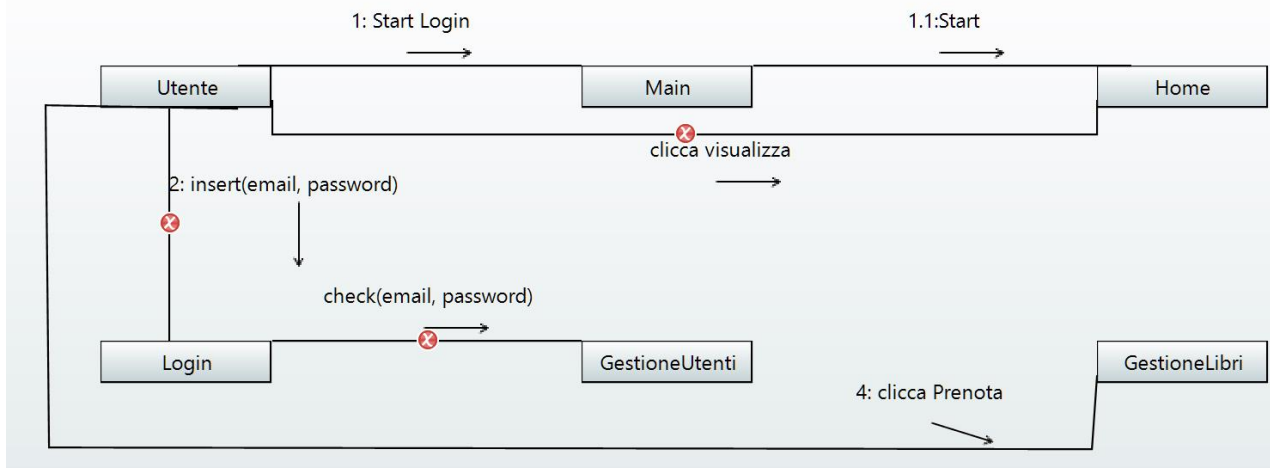 1: Start Login
1.1:Start
Utente
Main
Home
clicca visualizza
2: insert(email, password)
check(email, password)
Login
GestioneUtenti
GestioneLibri
4: clicca Prenota